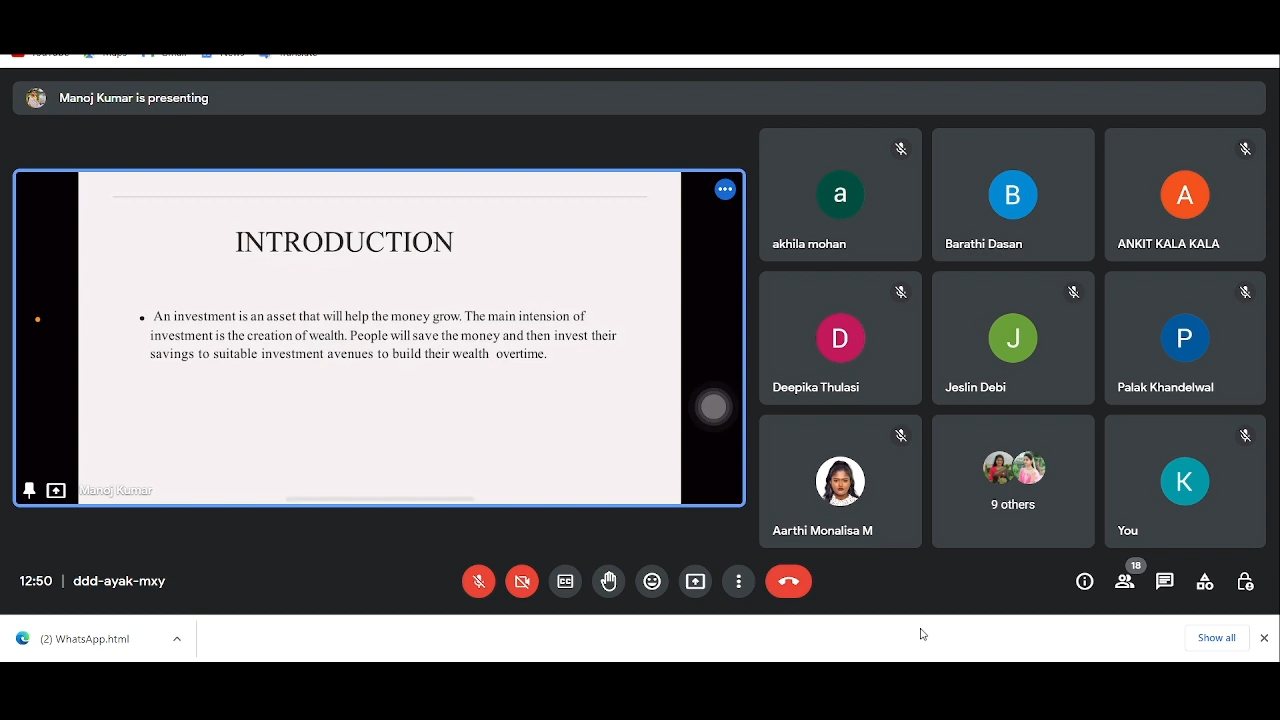 Manoj Kumar is presenting
INTRODUCTION
• An investment is an asset that will help the money grow. The main intension of
investment is the creation of wealth. People will save the money and then invest their
savings to suitable investment avenues to build their wealth overtime.
Manoj Kumar
a
akhila mohan
B
Barathi Dasan
A
ANKIT KALA KALA
D
Deepika Thulasi
J
Jeslin Debi
P
Palak Khandelwal
Aarthi Monalisa M
9 others
K
You
12:50 | ddd-ayak-mxy
CC
18
(2) WhatsApp.html
Show all